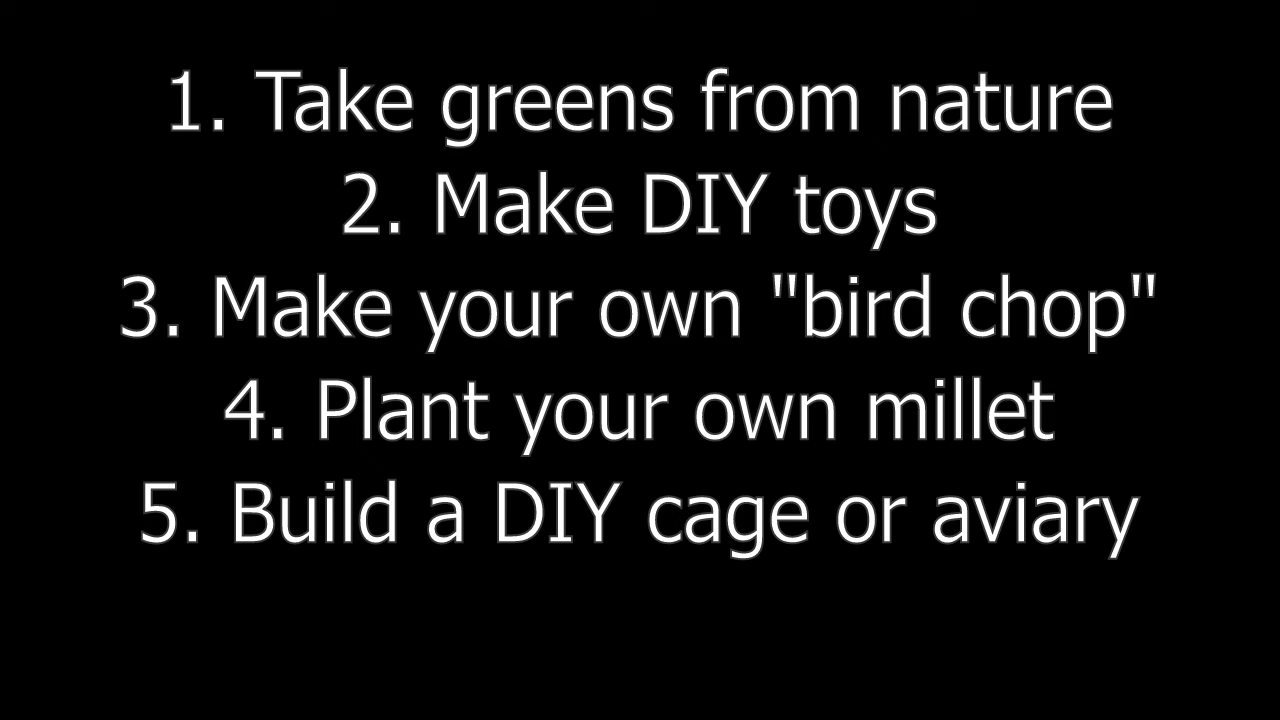 1. Take greens from nature
2. Make DIY toys
3. Make your own "bird chop"
4. Plant your own millet
5. Build a DIY cage or aviary